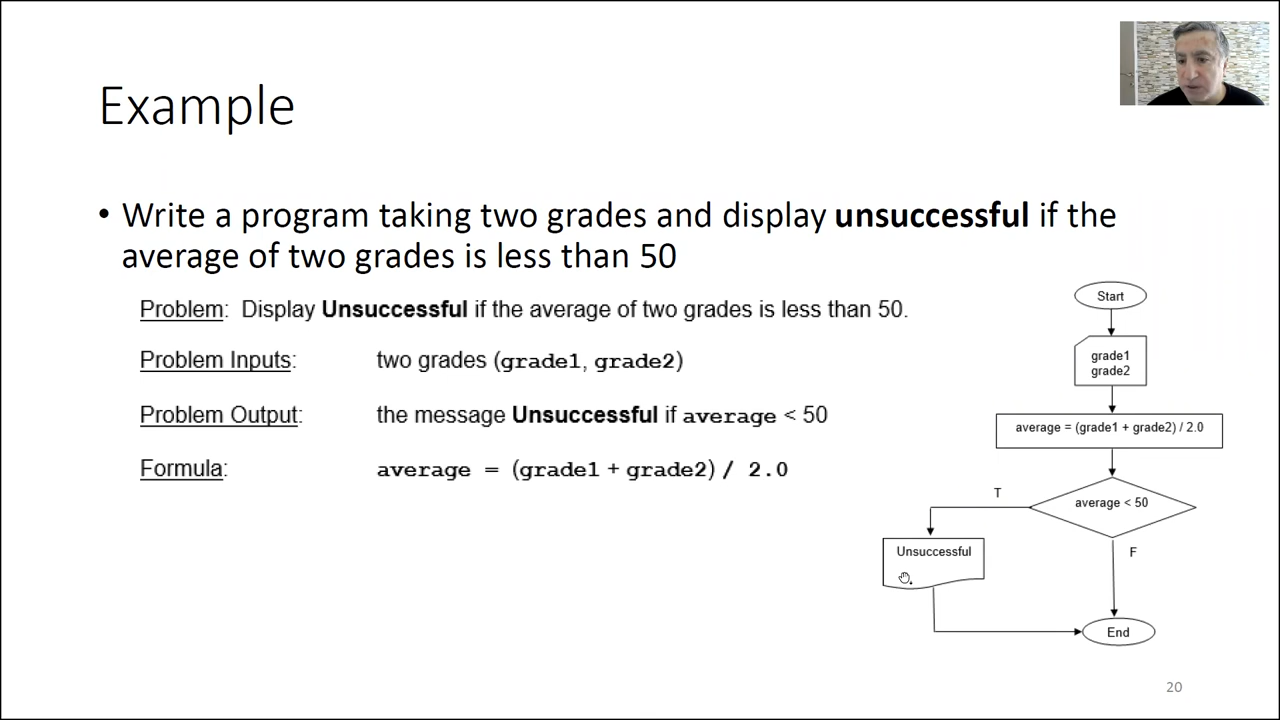 Example
• Write a program taking two grades and display unsuccessful if the
average of two grades is less than 50
Problem: Display Unsuccessful if the average of two grades is less than 50.
Problem Inputs: two grades (grade1, grade2)
Problem Output: the message Unsuccessful if average < 50
Formula: average = (grade1 + grade2) / 2.0
Start
grade1
grade2
average = (grade1 + grade2) / 2.0
average < 50
T
F
Unsuccessful
End
20